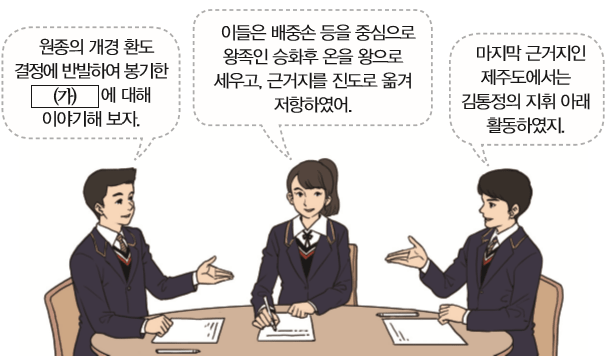 원종의 개경 환도
결정에 반발하여 봉기한
(가) 에 대해
이야기해 보자.
이들은 배중손 등을 중심으로
왕족인 승화후 온을 왕으로
세우고, 근거지를 진도로 옮겨
저항하였어.
마지막 근거지인
제주도에서는
김통정의 지휘 아래
활동하였지.